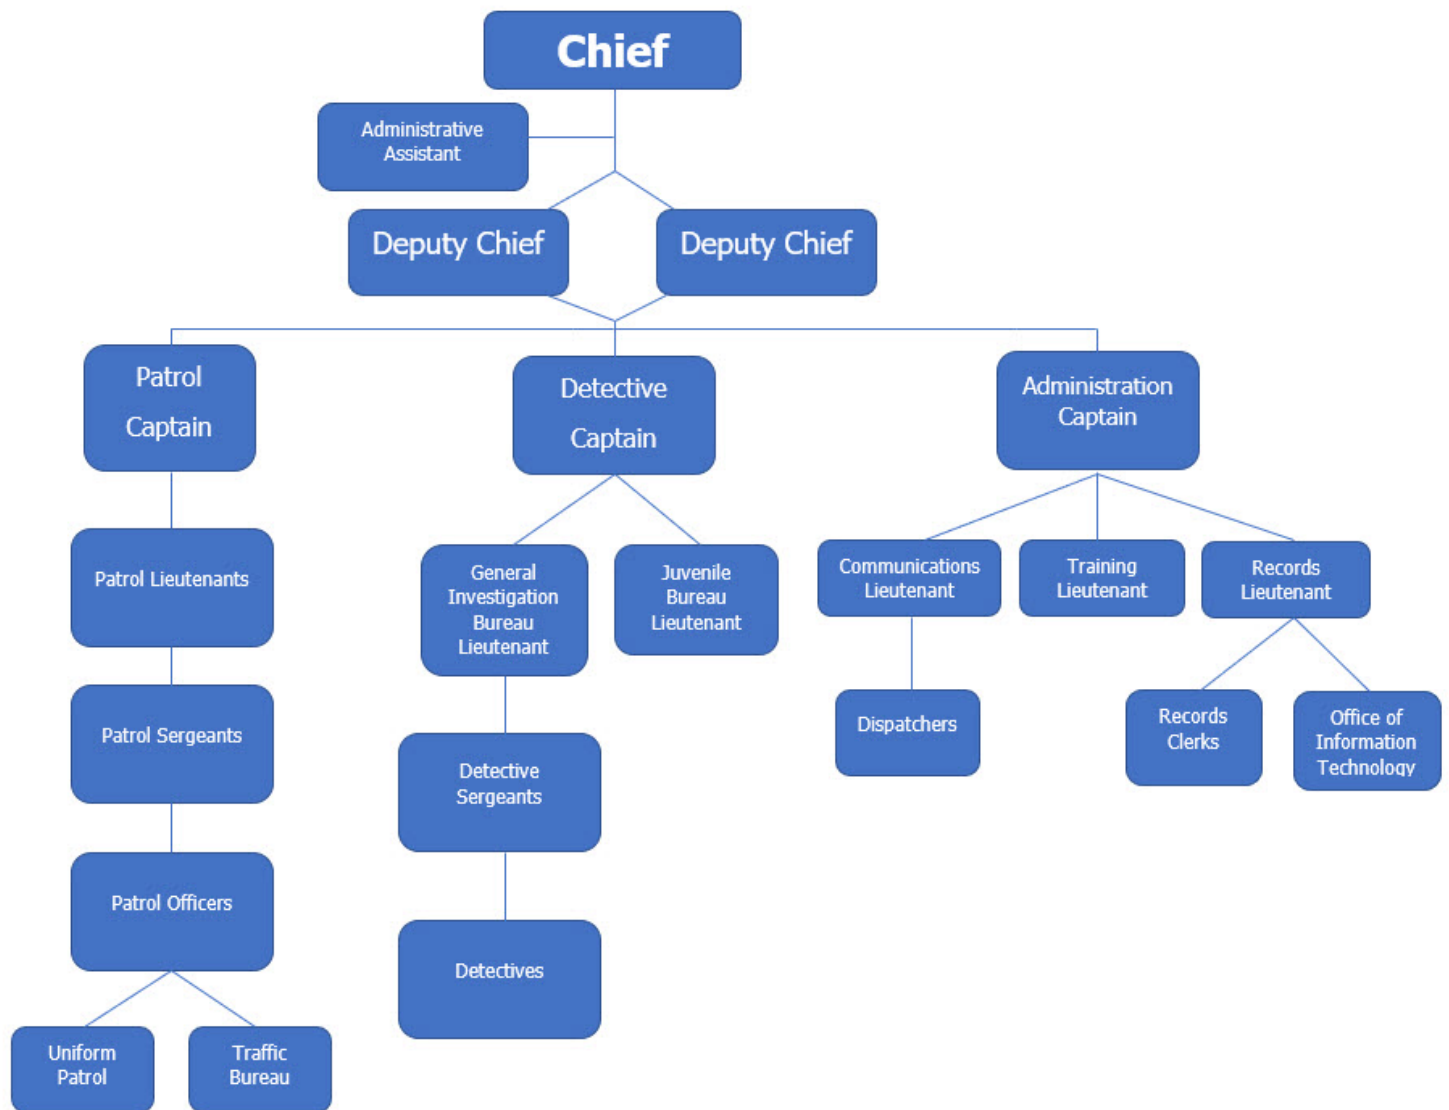 Chief
Administrative
Assistant
Deputy Chief
Deputy Chief
Patrol
Captain
Detective
Captain
Administration
Captain
Patrol Lieutenants
General
Investigation
Bureau
Lieutenant
Juvenile
Bureau
Lieutenant
Communications
Lieutenant
Training
Lieutenant
Records
Lieutenant
Patrol Sergeants
Detective
Sergeants
Dispatchers
Records
Clerks
Office of
Information
Technology
Patrol Officers
Detectives
Uniform
Patrol
Traffic
Bureau